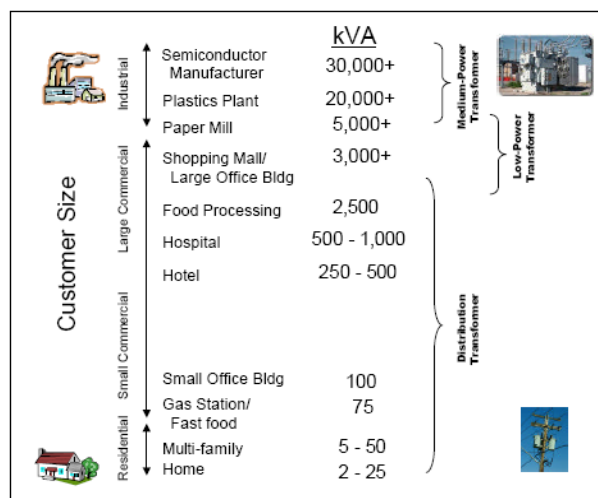 kVA
Semiconductor
Manufacturer
30,000+
Plastics Plant
20,000+
Paper Mill
5,000+
Shopping Mall/
Large Office Bldg
3,000+
Food Processing
2,500
Hospital
500 - 1,000
Hotel
250 - 500
Small Office Bldg
100
Gas Station/
Fast food
75
Multi-family
5 - 50
Home
2 - 25
Customer Size
Industrial
Large Commercial
Small Commercial
Residential
Medium-Power
Transformer
Low-Power
Transformer
Distribution
Transformer